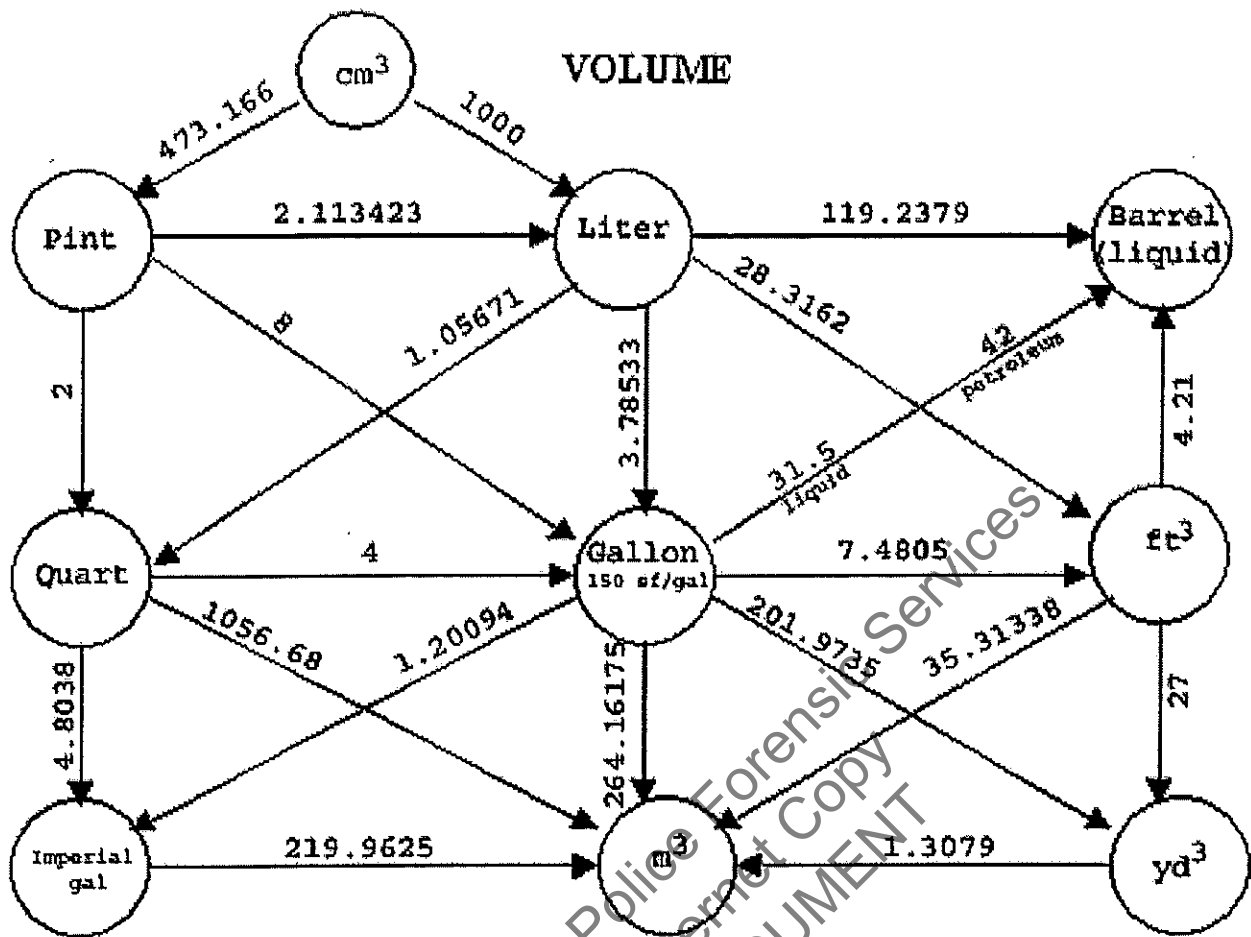 VOLUME
cm3
473.166
1000
Pint
2.113423
Liter
119.2379
Barrel
(liquid)
28.3162
8
1.05671
2
3.78533
42
petroleum
31.5
liquid
4.21
Quart
4
Gallon
150 sf/gal
7.4805
ft3
1056.68
1.20094
201.9735
35.31338
4.8038
264.16175
27
Imperial
gal
219.9625
m3
1.3079
yd3
Police Forensic Services
Internet Copy
DOCUMENT